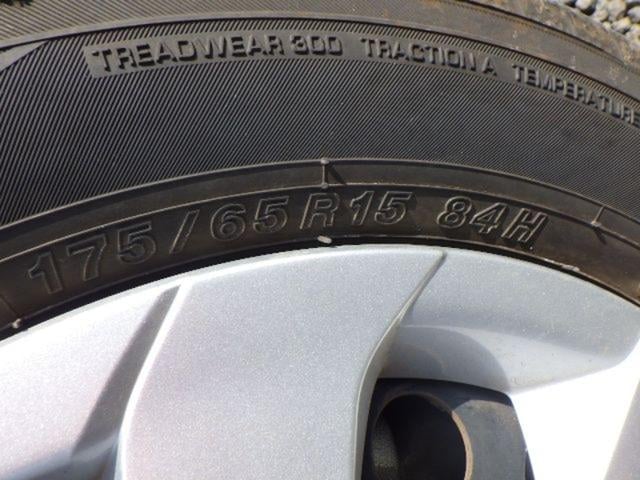 TREADWEAR 300 TRACTION A TEMPERATURE
175/65R15 84H